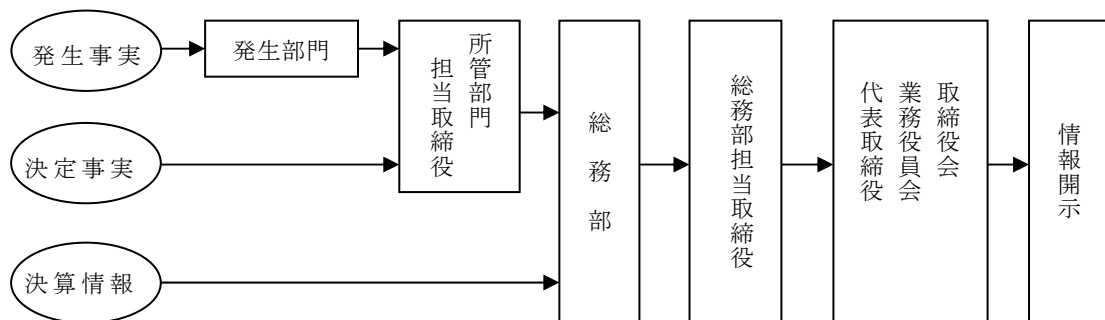 発生事実
発生部門
所管部門
担当取締役
決定事実
決算情報
総務部
総務部担当取締役
取締役会
業務役員会
代表取締役
情報開示